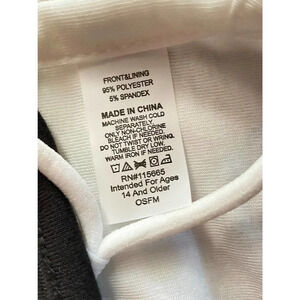 FRONT&LINING
95% POLYESTER
5% SPANDEX
MADE IN CHINA
MACHINE WASH COLD
SEPARATELY.
ONLY NON-CHLORINE
BLEACH IF NEEDED.
DO NOT TWIST OR WRING.
TUMBLE DRY LOW.
WARM IRON IF NEEDED.
RN#115665
Intended For Ages
14 And Older
OSFM